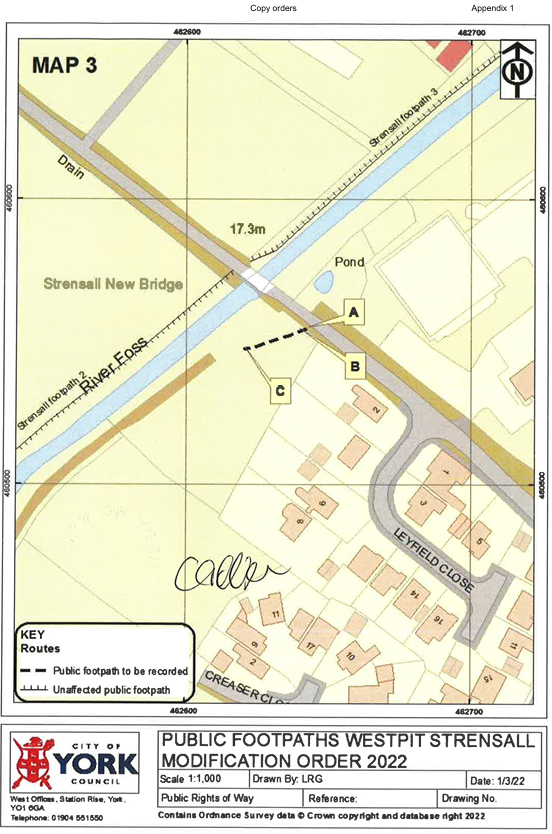 Copy orders
Appendix 1
462600
462700
MAP 3
N
Strensall footpath 3
Drain
460600
460600
17.3m
Pond
Strensall New Bridge
A
B
C
River Foss
Strensall footpath 2
2
1
3
5
9
8
460500
460500
LEYFIELD CLOSE
14
16
11
11
17
9
2
10
15
CREASER CLO
KEY
Routes
Public footpath to be recorded
Unaffected public footpath
462600
462700
CITY OF
YORK
COUNCIL
West Offices, Station Rise, York,
YO1 6GA
Telephone: 01904 551550
PUBLIC FOOTPATHS WESTPIT STRENSALL
MODIFICATION ORDER 2022
Scale 1:1,000
Drawn By: LRG
Date: 1/3/22
Public Rights of Way
Reference:
Drawing No.
Contains Ordnance Survey data © Crown copyright and database right 2022